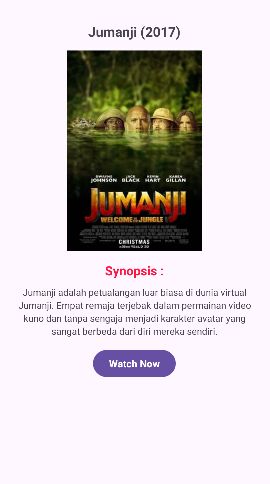 Jumanji (2017)
DWAYNE JACK KEVIN KAREN
JOHNSON BLACK HART GILLAN
JUMANJI
WELCOME TO THE JUNGLE
CHRISTMAS
Synopsis :
Jumanji adalah petualangan luar biasa di dunia virtual
Jumanji. Empat remaja terjebak dalam permainan video
kuno dan tanpa sengaja menjadi karakter avatar yang
sangat berbeda dari diri mereka sendiri.
Watch Now